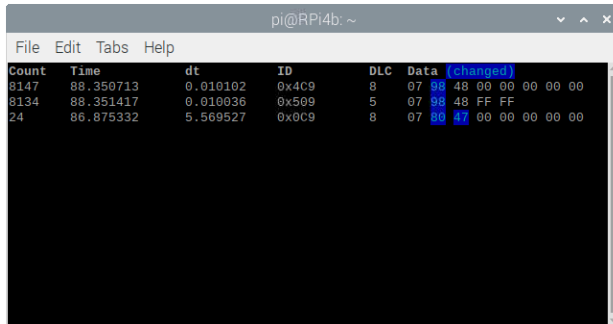 pi@RPi4b: ~
File Edit Tabs Help
Count Time dt ID DLC Data (changed)
8147 88.350713 0.010102 0x4C9 8 07 98 48 00 00 00 00 00
8134 88.351417 0.010036 0x509 5 07 98 48 FF FF
24 86.875332 5.569527 0x0C9 8 07 80 47 00 00 00 00 00